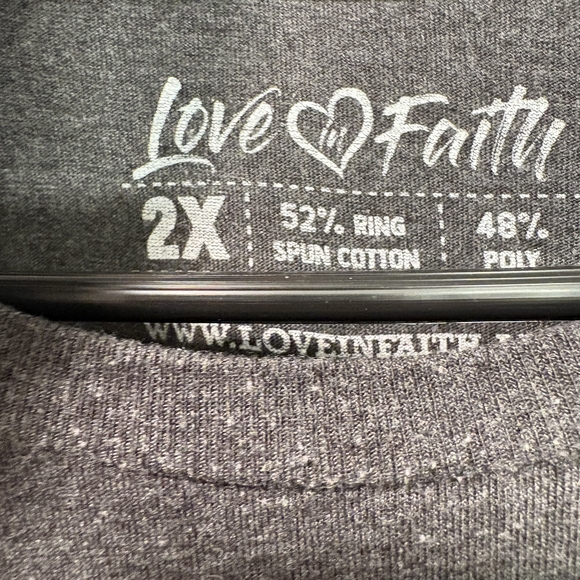 Love in Faith
2X
52% RING
SPUN COTTON
48%
POLY
WWW.LOVEINFAITH.